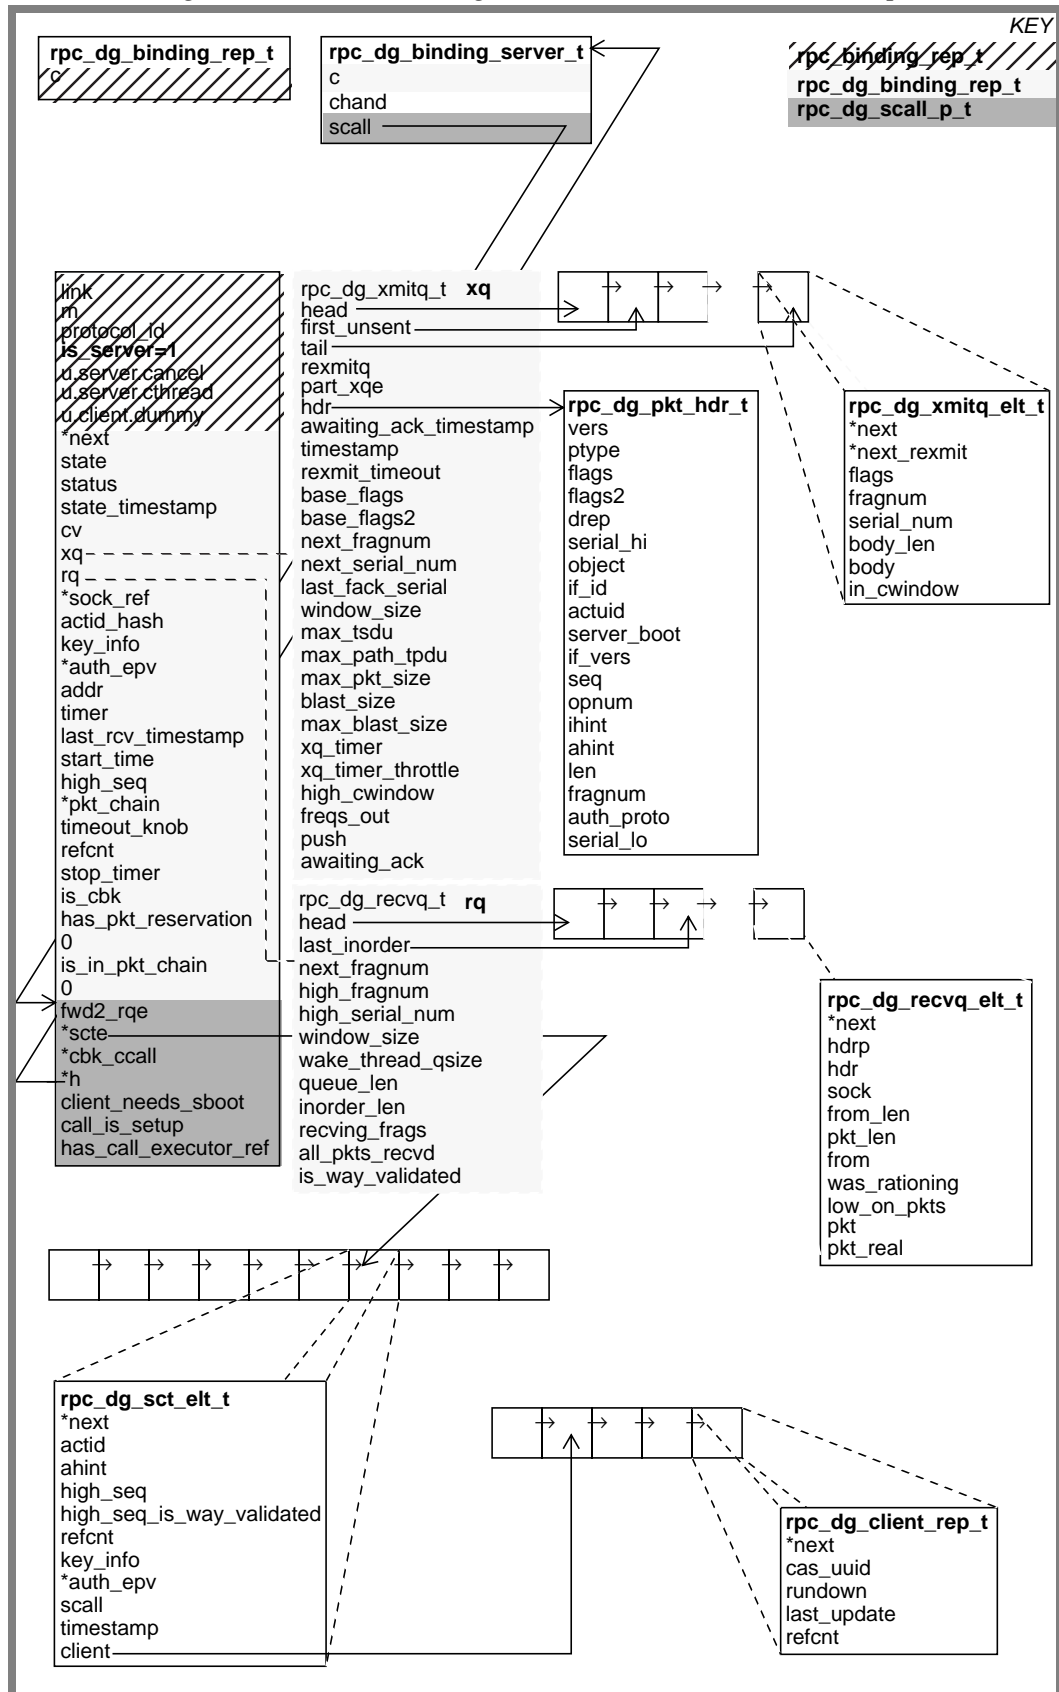 KEY
rpc_dg_binding_rep_t
c
rpc_dg_binding_server_t
c
chand
scall
rpc_binding_rep_t
rpc_dg_binding_rep_t
rpc_dg_scall_p_t
link
m
protocol_id
is_server=1
u.server.cancel
u.server.cthread
u.client.dummy
*next
state
status
state_timestamp
cv
xq
rq
*sock_ref
actid_hash
key_info
*auth_epv
addr
timer
last_rcv_timestamp
start_time
high_seq
*pkt_chain
timeout_knob
refcnt
stop_timer
is_cbk
has_pkt_reservation
0
is_in_pkt_chain
0
fwd2_rqe
*scte
*cbk_ccall
*h
client_needs_sboot
call_is_setup
has_call_executor_ref
rpc_dg_xmitq_t xq
head
first_unsent
tail
rexmitq
part_xqe
hdr
awaiting_ack_timestamp
timestamp
rexmit_timeout
base_flags
base_flags2
next_fragnum
next_serial_num
last_fack_serial
window_size
max_tsdu
max_path_tpdu
max_pkt_size
blast_size
max_blast_size
xq_timer
xq_timer_throttle
high_cwindow
freqs_out
push
awaiting_ack
rpc_dg_recvq_t rq
head
last_inorder
next_fragnum
high_fragnum
high_serial_num
window_size
wake_thread_qsize
queue_len
inorder_len
recving_frags
all_pkts_recvd
is_way_validated
rpc_dg_pkt_hdr_t
vers
ptype
flags
flags2
drep
serial_hi
object
if_id
actuid
server_boot
if_vers
seq
opnum
ihint
ahint
len
fragnum
auth_proto
serial_lo
rpc_dg_xmitq_elt_t
*next
*next_rexmit
flags
fragnum
serial_num
body_len
body
in_cwindow
rpc_dg_recvq_elt_t
*next
hdrp
hdr
sock
from_len
pkt_len
from
was_rationing
low_on_pkts
pkt
pkt_real
rpc_dg_sct_elt_t
*next
actid
ahint
high_seq
high_seq_is_way_validated
refcnt
key_info
*auth_epv
scall
timestamp
client
rpc_dg_client_rep_t
*next
cas_uuid
rundown
last_update
refcnt